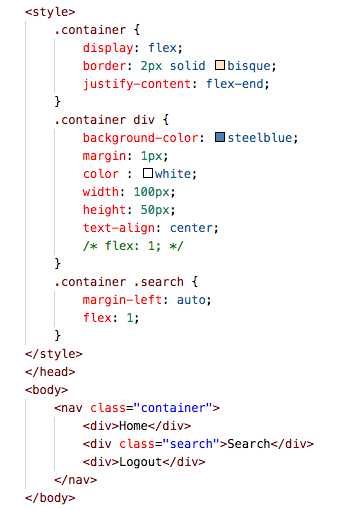 <style>
.container {
display: flex;
border: 2px solid bisque;
justify-content: flex-end;
}
.container div {
background-color: steelblue;
margin: 1px;
color : white;
width: 100px;
height: 50px;
text-align: center;
/* flex: 1; */
}
.container .search {
margin-left: auto;
flex: 1;
}
</style>
</head>
<body>
<nav class="container">
<div>Home</div>
<div class="search">Search</div>
<div>Logout</div>
</nav>
</body>